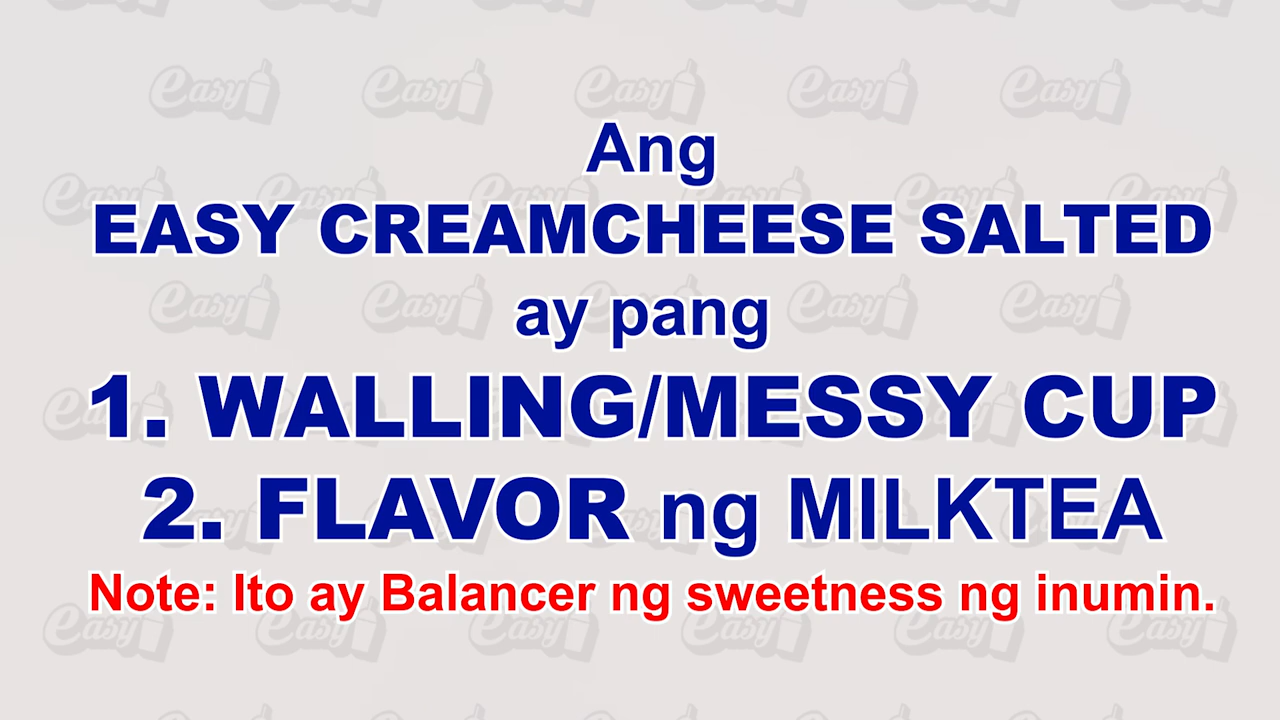 Ang
EASY CREAMCHEESE SALTED
ay pang
1. WALLING/MESSY CUP
2. FLAVOR ng MILKTEA
Note: Ito ay Balancer ng sweetness ng inumin.
easy